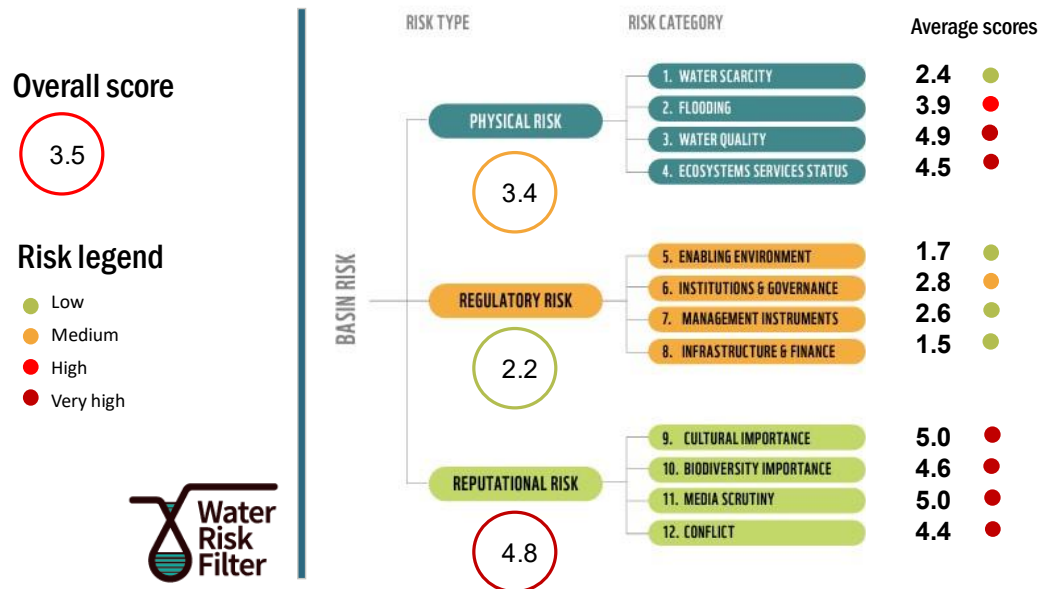 RISK TYPE
RISK CATEGORY
Average scores
Overall score
3.5
Risk legend
Low
Medium
High
Very high
Water
Risk
Filter
BASIN RISK
PHYSICAL RISK
3.4
1. WATER SCARCITY
2.4
2. FLOODING
3.9
3. WATER QUALITY
4.9
4. ECOSYSTEMS SERVICES STATUS
4.5
REGULATORY RISK
2.2
5. ENABLING ENVIRONMENT
1.7
6. INSTITUTIONS & GOVERNANCE
2.8
7. MANAGEMENT INSTRUMENTS
2.6
8. INFRASTRUCTURE & FINANCE
1.5
REPUTATIONAL RISK
4.8
9. CULTURAL IMPORTANCE
5.0
10. BIODIVERSITY IMPORTANCE
4.6
11. MEDIA SCRUTINY
5.0
12. CONFLICT
4.4